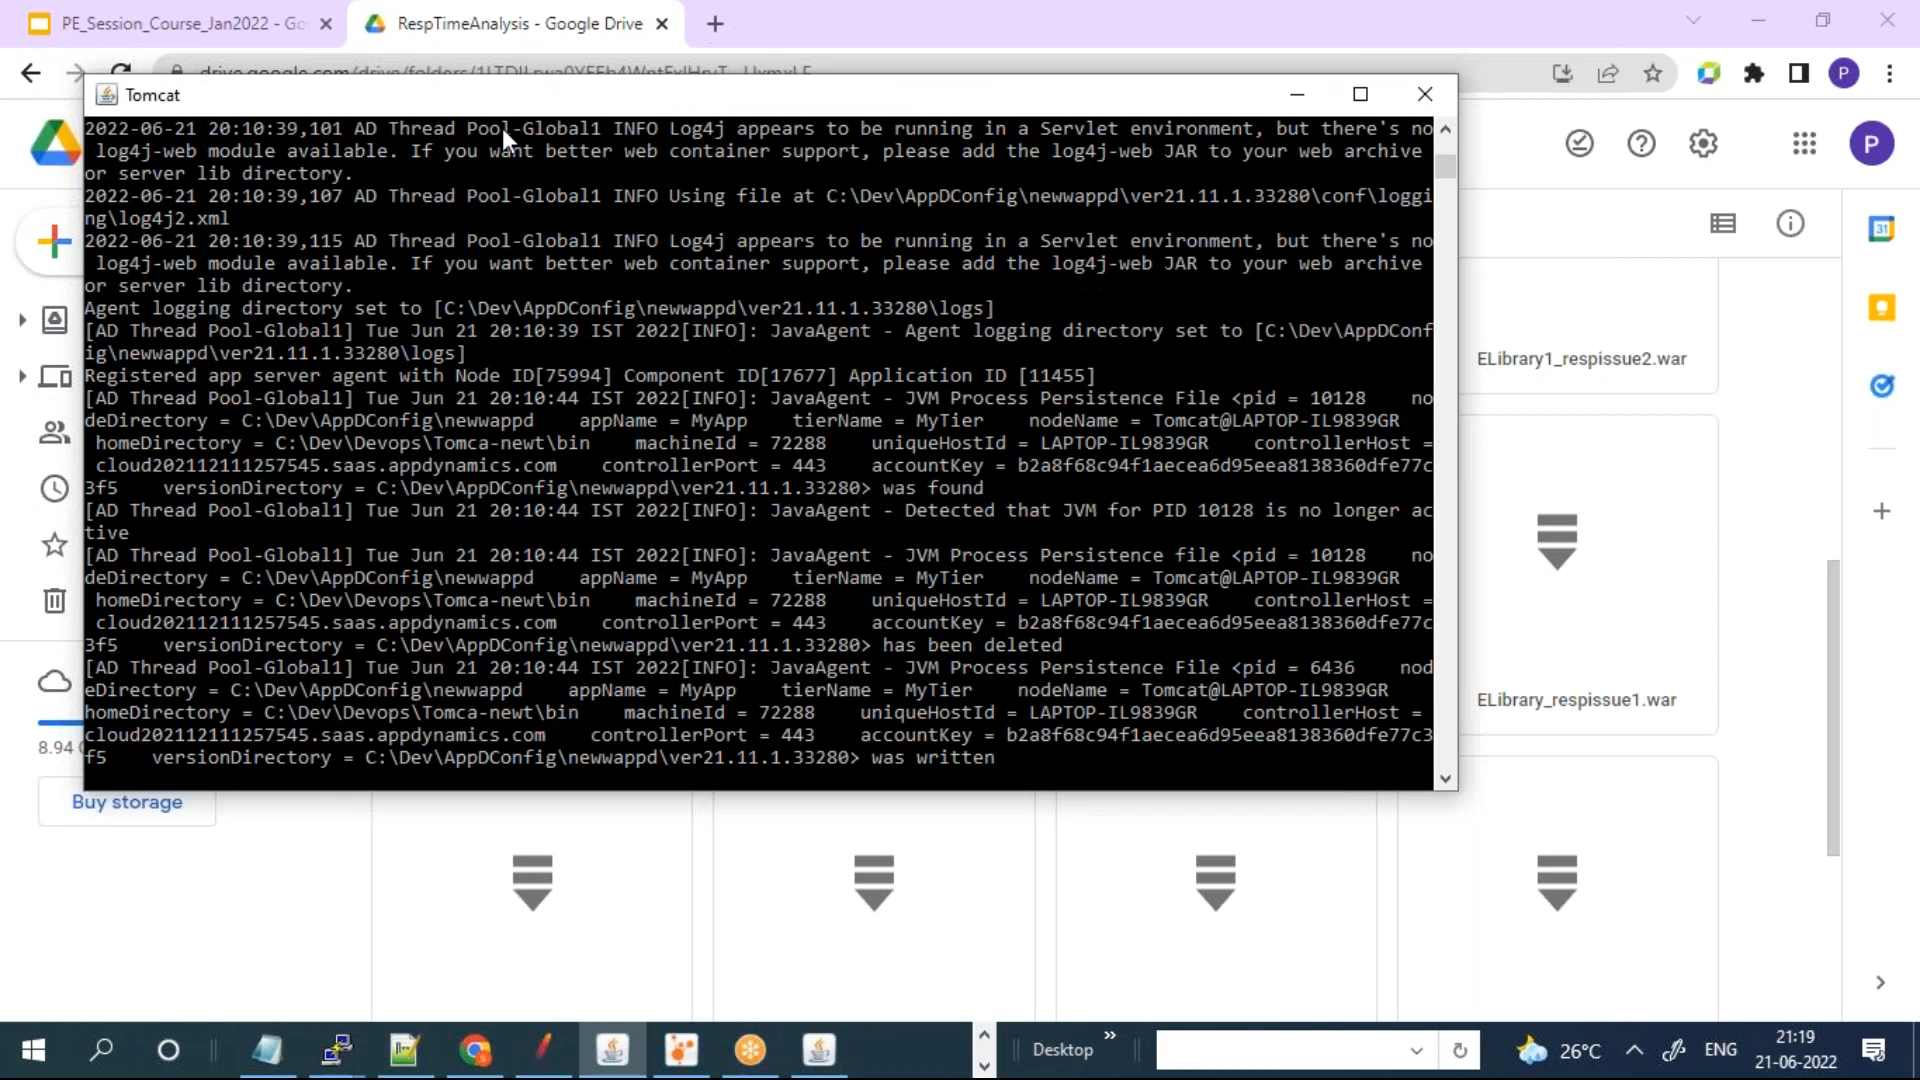 PE_Session_Course_Jan2022 - Go
RespTimeAnalysis - Google Drive
Tomcat
2022-06-21 20:10:39,101 AD Thread Pool-Global1 INFO Log4j appears to be running in a Servlet environment, but there's no
log4j-web module available. If you want better web container support, please add the log4j-web JAR to your web archive
or server lib directory.
2022-06-21 20:10:39,107 AD Thread Pool-Global1 INFO Using file at C:\Dev\AppDConfig\newwappd\ver21.11.1.33280\conf\loggi
ng\log4j2.xml
2022-06-21 20:10:39,115 AD Thread Pool-Global1 INFO Log4j appears to be running in a Servlet environment, but there's no
log4j-web module available. If you want better web container support, please add the log4j-web JAR to your web archive
or server lib directory.
Agent logging directory set to [C:\Dev\AppDConfig\newwappd\ver21.11.1.33280\logs]
[AD Thread Pool-Global1] Tue Jun 21 20:10:39 IST 2022[INFO]: JavaAgent - Agent logging directory set to [C:\Dev\AppDConf
ig\newwappd\ver21.11.1.33280\logs]
Registered app server agent with Node ID[75994] Component ID[17677] Application ID [11455]
[AD Thread Pool-Global1] Tue Jun 21 20:10:44 IST 2022[INFO]: JavaAgent - JVM Process Persistence File <pid = 10128 no
deDirectory = C:\Dev\AppDConfig\newwappd appName = MyApp tierName = MyTier nodeName = Tomcat@LAPTOP-IL9839GR
homeDirectory = C:\Dev\Devops\Tomca-newt\bin machineId = 72288 uniqueHostId = LAPTOP-IL9839GR controllerHost =
cloud202112111257545.saas.appdynamics.com controllerPort = 443 accountKey = b2a8f68c94f1aecea6d95eea8138360dfe77c
3f5 versionDirectory = C:\Dev\AppDConfig\newwappd\ver21.11.1.33280> was found
[AD Thread Pool-Global1] Tue Jun 21 20:10:44 IST 2022[INFO]: JavaAgent - Detected that JVM for PID 10128 is no longer ac
tive
[AD Thread Pool-Global1] Tue Jun 21 20:10:44 IST 2022[INFO]: JavaAgent - JVM Process Persistence file <pid = 10128 no
deDirectory = C:\Dev\AppDConfig\newwappd appName = MyApp tierName = MyTier nodeName = Tomcat@LAPTOP-IL9839GR
homeDirectory = C:\Dev\Devops\Tomca-newt\bin machineId = 72288 uniqueHostId = LAPTOP-IL9839GR controllerHost =
cloud202112111257545.saas.appdynamics.com controllerPort = 443 accountKey = b2a8f68c94f1aecea6d95eea8138360dfe77c
3f5 versionDirectory = C:\Dev\AppDConfig\newwappd\ver21.11.1.33280> has been deleted
[AD Thread Pool-Global1] Tue Jun 21 20:10:44 IST 2022[INFO]: JavaAgent - JVM Process Persistence File <pid = 6436 nod
eDirectory = C:\Dev\AppDConfig\newwappd appName = MyApp tierName = MyTier nodeName = Tomcat@LAPTOP-IL9839GR
homeDirectory = C:\Dev\Devops\Tomca-newt\bin machineId = 72288 uniqueHostId = LAPTOP-IL9839GR controllerHost =
cloud202112111257545.saas.appdynamics.com controllerPort = 443 accountKey = b2a8f68c94f1aecea6d95eea8138360dfe77c3
f5 versionDirectory = C:\Dev\AppDConfig\newwappd\ver21.11.1.33280> was written
P
P
31
ELibrary1_respissue2.war
ELibrary_respissue1.war
8.94
Buy storage
Desktop
26°C
ENG
21:19
21-06-2022